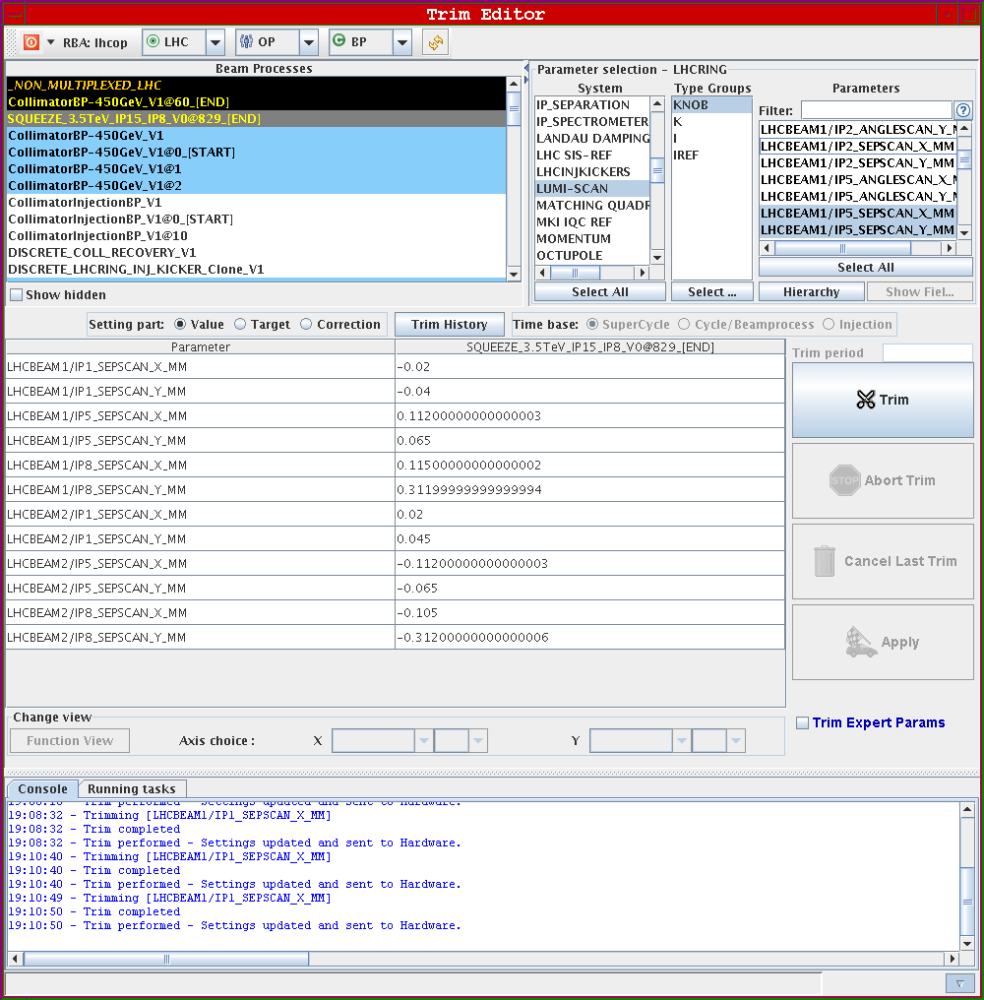 Trim Editor
RBA: lhcop LHC OP BP
Beam Processes
_NON_MULTIPLEXED_LHC
CollimatorBP-450GeV_V1@60_[END]
SQUEEZE_3.5TeV_IP15_IP8_V0@829_[END]
CollimatorBP-450GeV_V1
CollimatorBP-450GeV_V1@0_[START]
CollimatorBP-450GeV_V1@1
CollimatorBP-450GeV_V1@2
CollimatorInjectionBP_V1
CollimatorInjectionBP_V1@0_[START]
CollimatorInjectionBP_V1@10
DISCRETE_COLL_RECOVERY_V1
DISCRETE_LHCRING_INJ_KICKER_Clone_V1
Show hidden
Parameter selection - LHCRING
System
IP_SEPARATION
IP_SPECTROMETER
LANDAU DAMPING
LHC SIS-REF
LHCINJKICKERS
LUMI-SCAN
MATCHING QUADR
MKI IQC REF
MOMENTUM
OCTUPOLE
Select All
Type Groups
KNOB
K
I
IREF
Select ...
Parameters
Filter:
LHCBEAM1/IP2_ANGLESCAN_Y_M
LHCBEAM1/IP2_SEPSCAN_X_MM
LHCBEAM1/IP2_SEPSCAN_Y_MM
LHCBEAM1/IP5_ANGLESCAN_X_M
LHCBEAM1/IP5_ANGLESCAN_Y_M
LHCBEAM1/IP5_SEPSCAN_X_MM
LHCBEAM1/IP5_SEPSCAN_Y_MM
Select All
Hierarchy Show Fiel...
Setting part: Value Target Correction Trim History Time base: SuperCycle Cycle/Beamprocess Injection
Parameter SQUEEZE_3.5TeV_IP15_IP8_V0@829_[END]
LHCBEAM1/IP1_SEPSCAN_X_MM -0.02
LHCBEAM1/IP1_SEPSCAN_Y_MM -0.04
LHCBEAM1/IP5_SEPSCAN_X_MM 0.11200000000000003
LHCBEAM1/IP5_SEPSCAN_Y_MM 0.065
LHCBEAM1/IP8_SEPSCAN_X_MM 0.11500000000000002
LHCBEAM1/IP8_SEPSCAN_Y_MM 0.31199999999999994
LHCBEAM2/IP1_SEPSCAN_X_MM 0.02
LHCBEAM2/IP1_SEPSCAN_Y_MM 0.045
LHCBEAM2/IP5_SEPSCAN_X_MM -0.11200000000000003
LHCBEAM2/IP5_SEPSCAN_Y_MM -0.065
LHCBEAM2/IP8_SEPSCAN_X_MM -0.105
LHCBEAM2/IP8_SEPSCAN_Y_MM -0.31200000000000006
Trim period
Trim
STOP Abort Trim
Cancel Last Trim
Apply
Change view
Function View Axis choice : X Y
Trim Expert Params
Console Running tasks
19:08:32 - Trimming [LHCBEAM1/IP1_SEPSCAN_X_MM]
19:08:32 - Trim completed
19:08:32 - Trim performed - Settings updated and sent to Hardware.
19:10:40 - Trimming [LHCBEAM1/IP1_SEPSCAN_X_MM]
19:10:40 - Trim completed
19:10:40 - Trim performed - Settings updated and sent to Hardware.
19:10:49 - Trimming [LHCBEAM1/IP1_SEPSCAN_X_MM]
19:10:50 - Trim completed
19:10:50 - Trim performed - Settings updated and sent to Hardware.